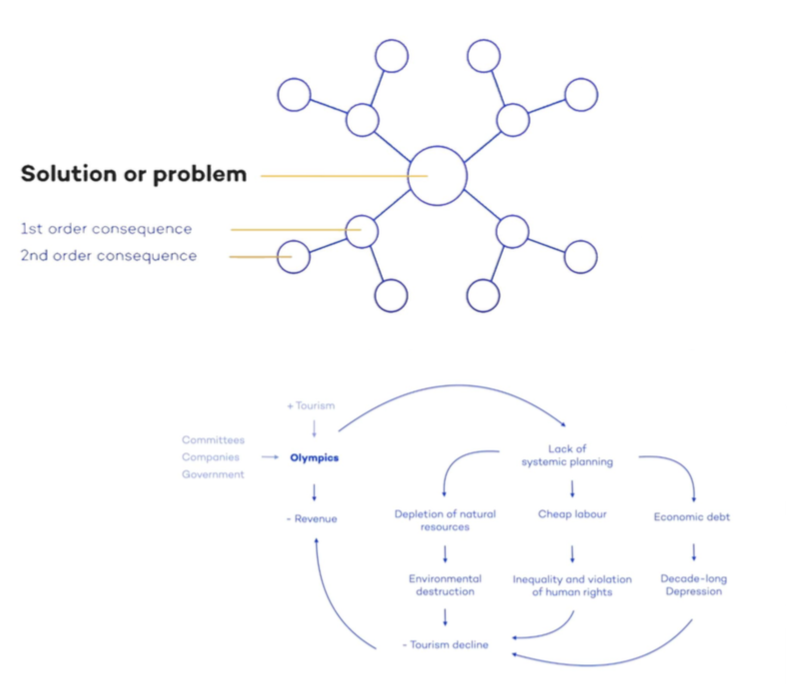 Solution or problem
1st order consequence
2nd order consequence
+ Tourism
Committees
Companies
Government
Olympics
- Revenue
Lack of
systemic planning
Depletion of natural
resources
Cheap labour
Economic debt
Environmental
destruction
Inequality and violation
of human rights
Decade-long
Depression
- Tourism decline